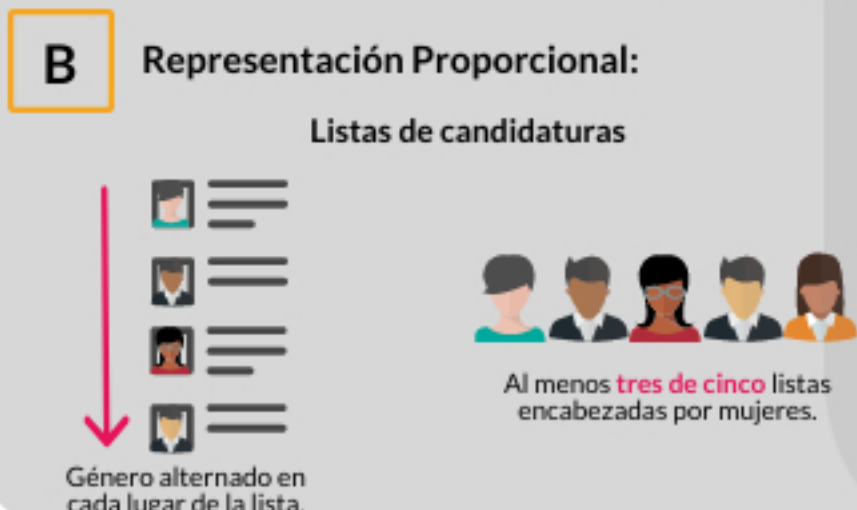 B
Representación Proporcional:
Listas de candidaturas
Al menos tres de cinco listas
encabezadas por mujeres.
Género alternado en
cada lugar de la lista.